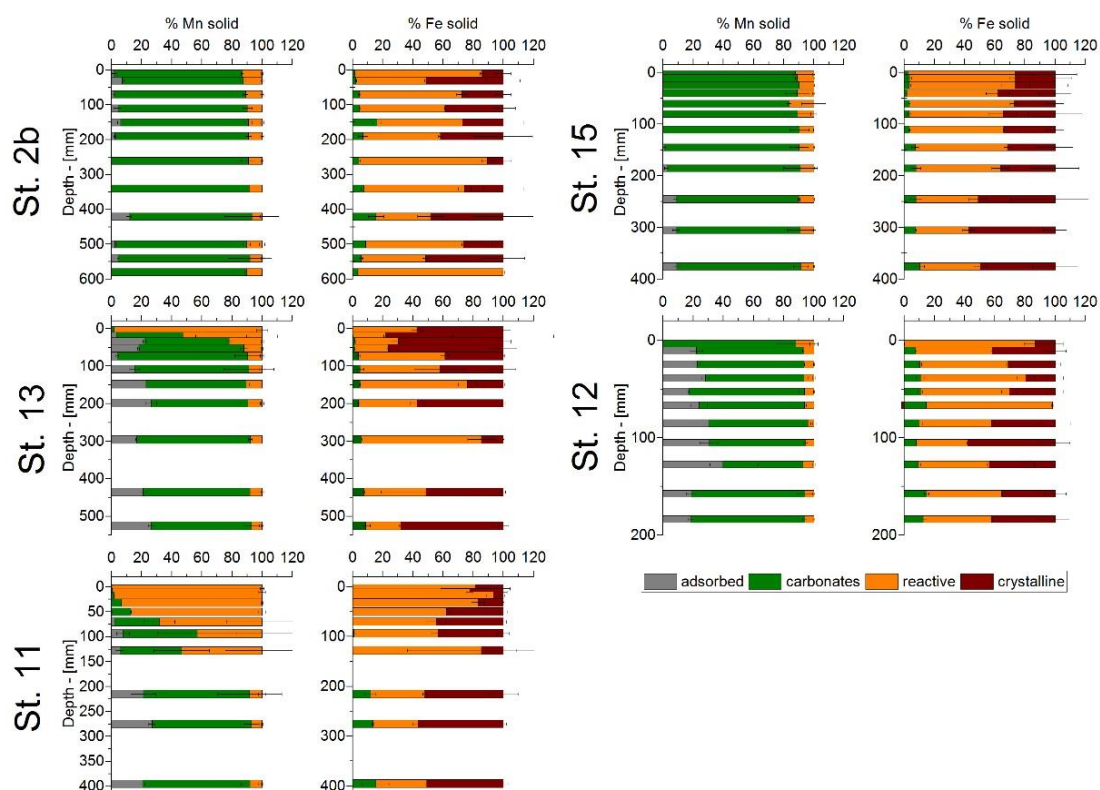 % Mn solid % Fe solid % Mn solid % Fe solid
0 20 40 60 80 100 120 0 20 40 60 80 100 120 0 20 40 60 80 100 120 0 20 40 60 80 100 120
St. 2b
Depth - [mm]
0
100
200
300
400
500
600
St. 15
Depth - [mm]
0
100
200
300
400
0 20 40 60 80 100 120 0 20 40 60 80 100 120 0 20 40 60 80 100 120 0 20 40 60 80 100 120
St. 13
Depth - [mm]
0
100
200
300
400
500
St. 12
Depth - [mm]
0
100
200
0 20 40 60 80 100 120 0 20 40 60 80 100 120
St. 11
Depth - [mm]
0
50
100
150
200
250
300
350
400
adsorbed carbonates reactive crystalline